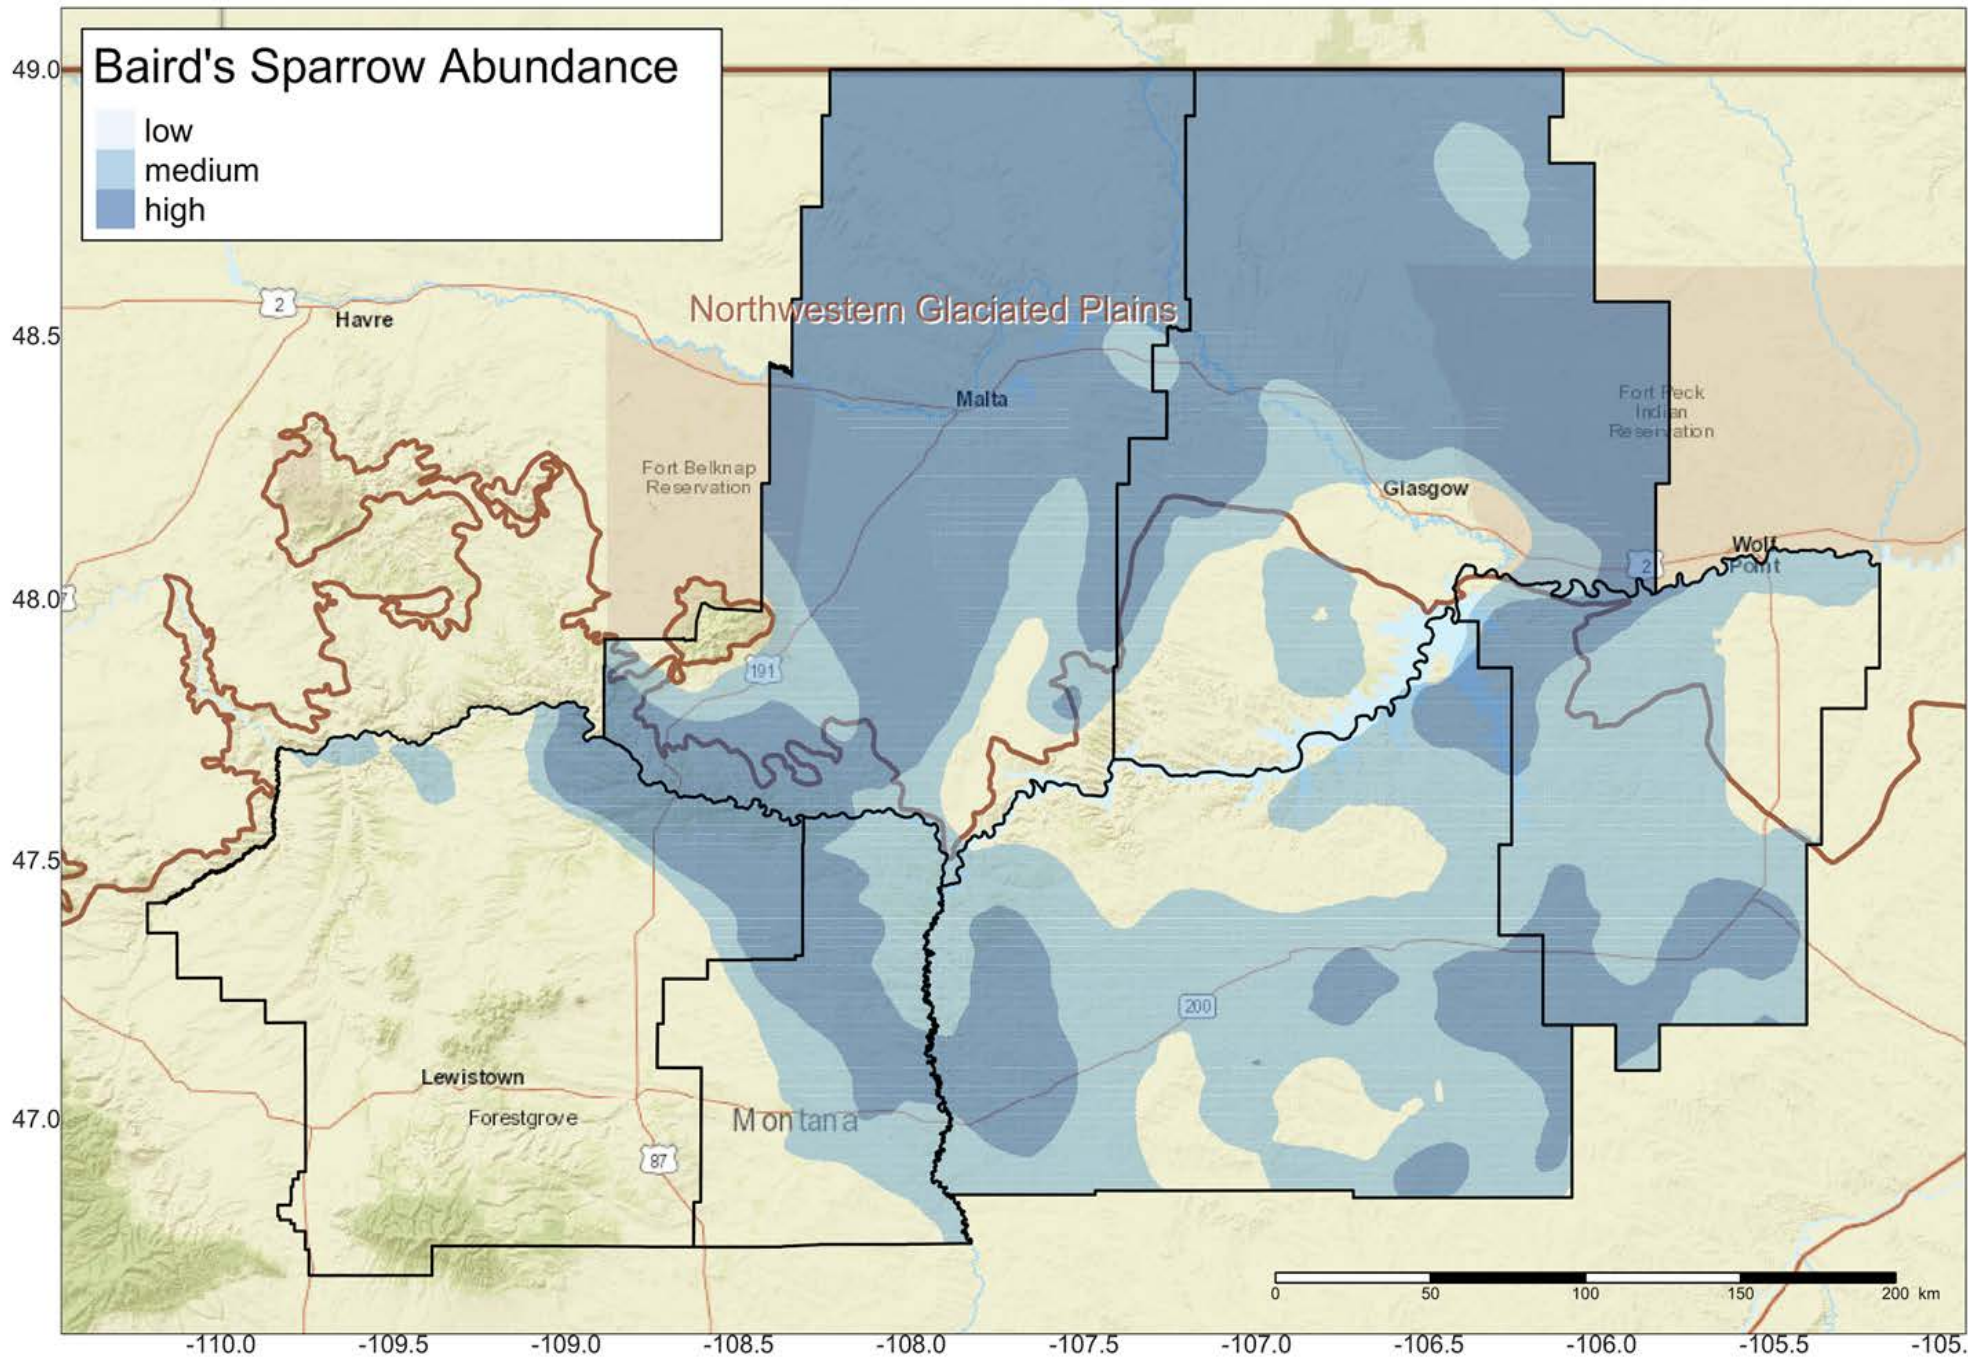 Baird's Sparrow Abundance
low
medium
high
49.0
48.5
48.0
47.5
47.0
2
Havre
Northwestern Glaciated Plains
Malta
Fort Belknap
Reservation
Fort Peck
Indian
Reservation
Glasgow
Wolf
Point
2
191
200
Lewistown
Forestgrove
Montana
87
0 50 100 150 200 km
-110.0 -109.5 -109.0 -108.5 -108.0 -107.5 -107.0 -106.5 -106.0 -105.5 -105.